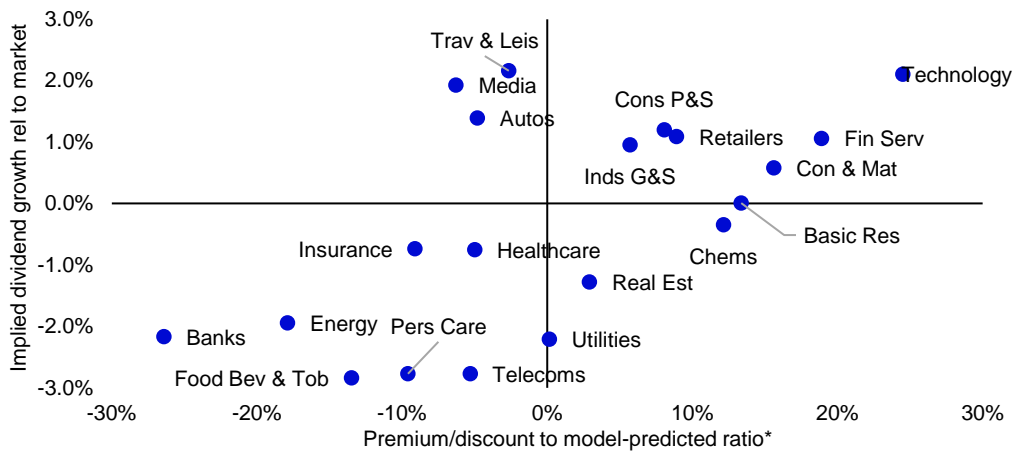 Implied dividend growth rel to market
3.0%
2.0%
1.0%
0.0%
-1.0%
-2.0%
-3.0%
Trav & Leis
Media
Autos
Technology
Cons P&S
Retailers
Fin Serv
Inds G&S
Con & Mat
Basic Res
Chems
Insurance
Healthcare
Real Est
Energy
Pers Care
Banks
Utilities
Food Bev & Tob
Telecoms
-30%
-20%
-10%
0%
10%
20%
30%
Premium/discount to model-predicted ratio*